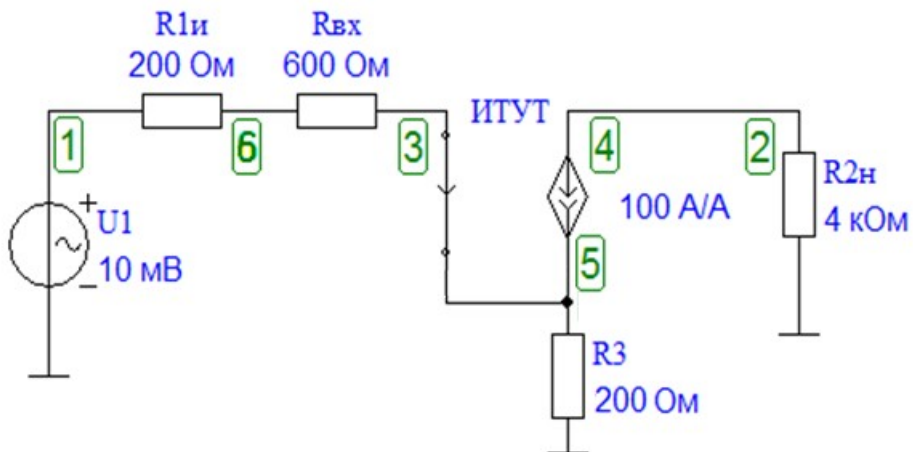 R1и
200 Ом
Rвх
600 Ом
ИТУТ
1
6
3
4
2
+
U1
10 мВ
−
100 А/А
R2н
4 кОм
5
R3
200 Ом